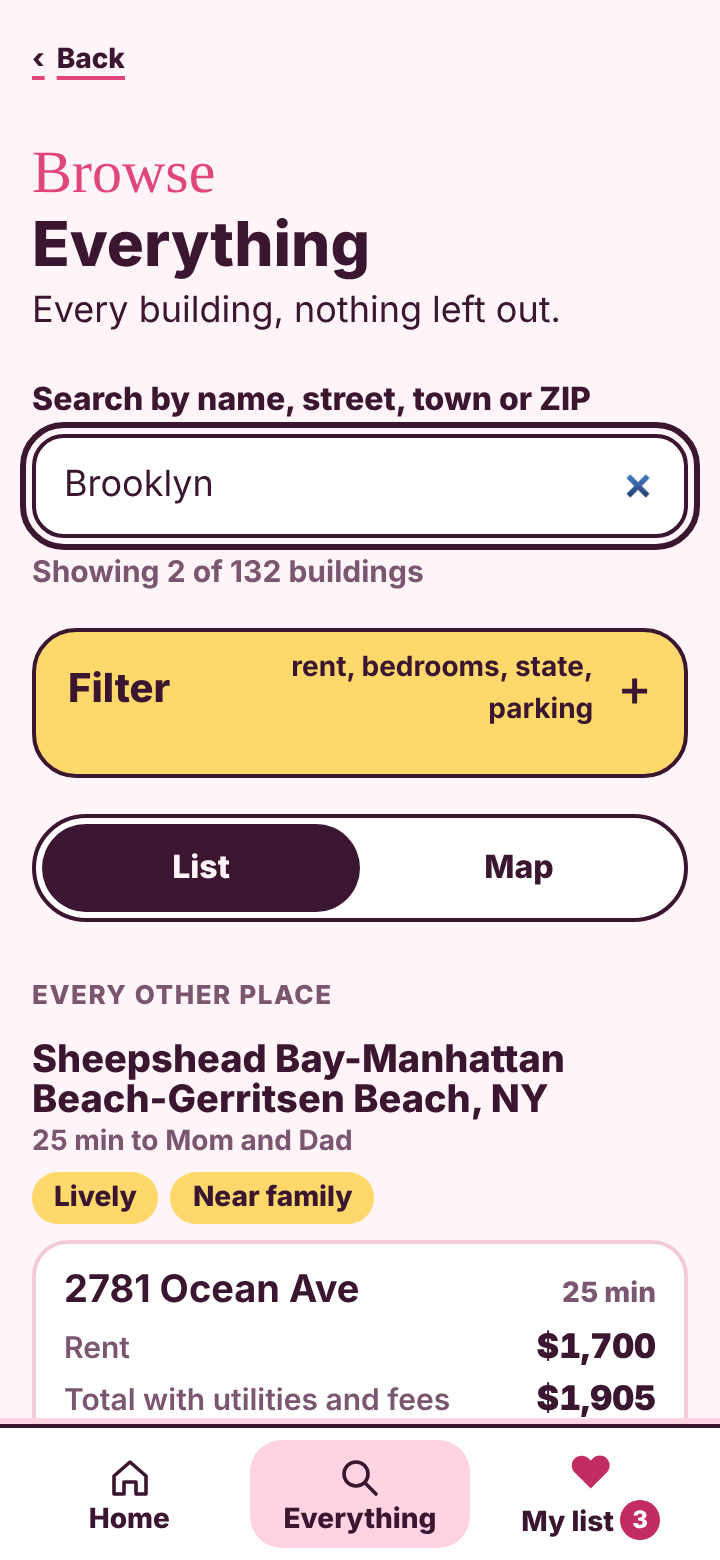 ‹ Back
Browse
Everything
Every building, nothing left out.
Search by name, street, town or ZIP
Brooklyn
Showing 2 of 132 buildings
Filter
rent, bedrooms, state,
parking
+
List
Map
EVERY OTHER PLACE
Sheepshead Bay-Manhattan
Beach-Gerritsen Beach, NY
25 min to Mom and Dad
Lively
Near family
2781 Ocean Ave
25 min
Rent
$1,700
Total with utilities and fees
$1,905
Home
Everything
My list 3